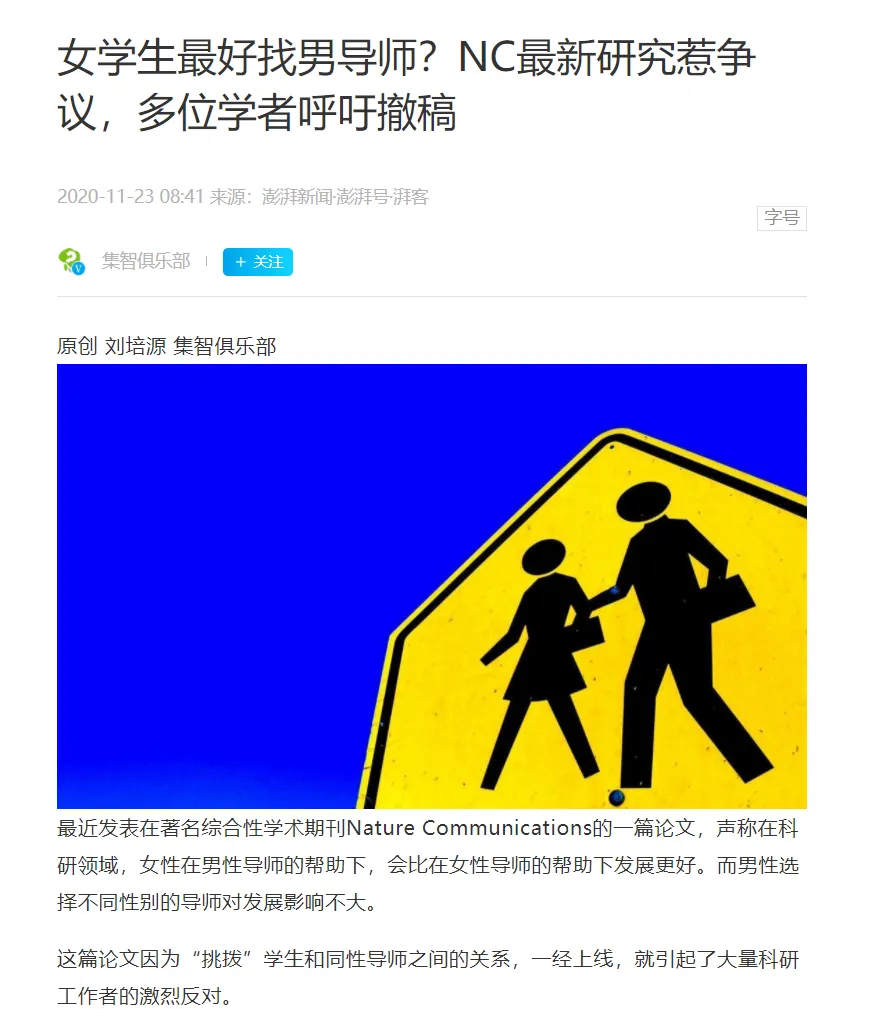 女学生最好找男导师？NC最新研究惹争
议，多位学者呼吁撤稿
2020-11-23 08:41 来源：澎湃新闻·澎湃号·湃客
字号
集智俱乐部
+ 关注
原创 刘培源 集智俱乐部
最近发表在著名综合性学术期刊Nature Communications的一篇论文，声称在科
研领域，女性在男性导师的帮助下，会比在女性导师的帮助下发展更好。而男性选
择不同性别的导师对发展影响不大。
这篇论文因为“挑拨”学生和同性导师之间的关系，一经上线，就引起了大量科研
工作者的激烈反对。